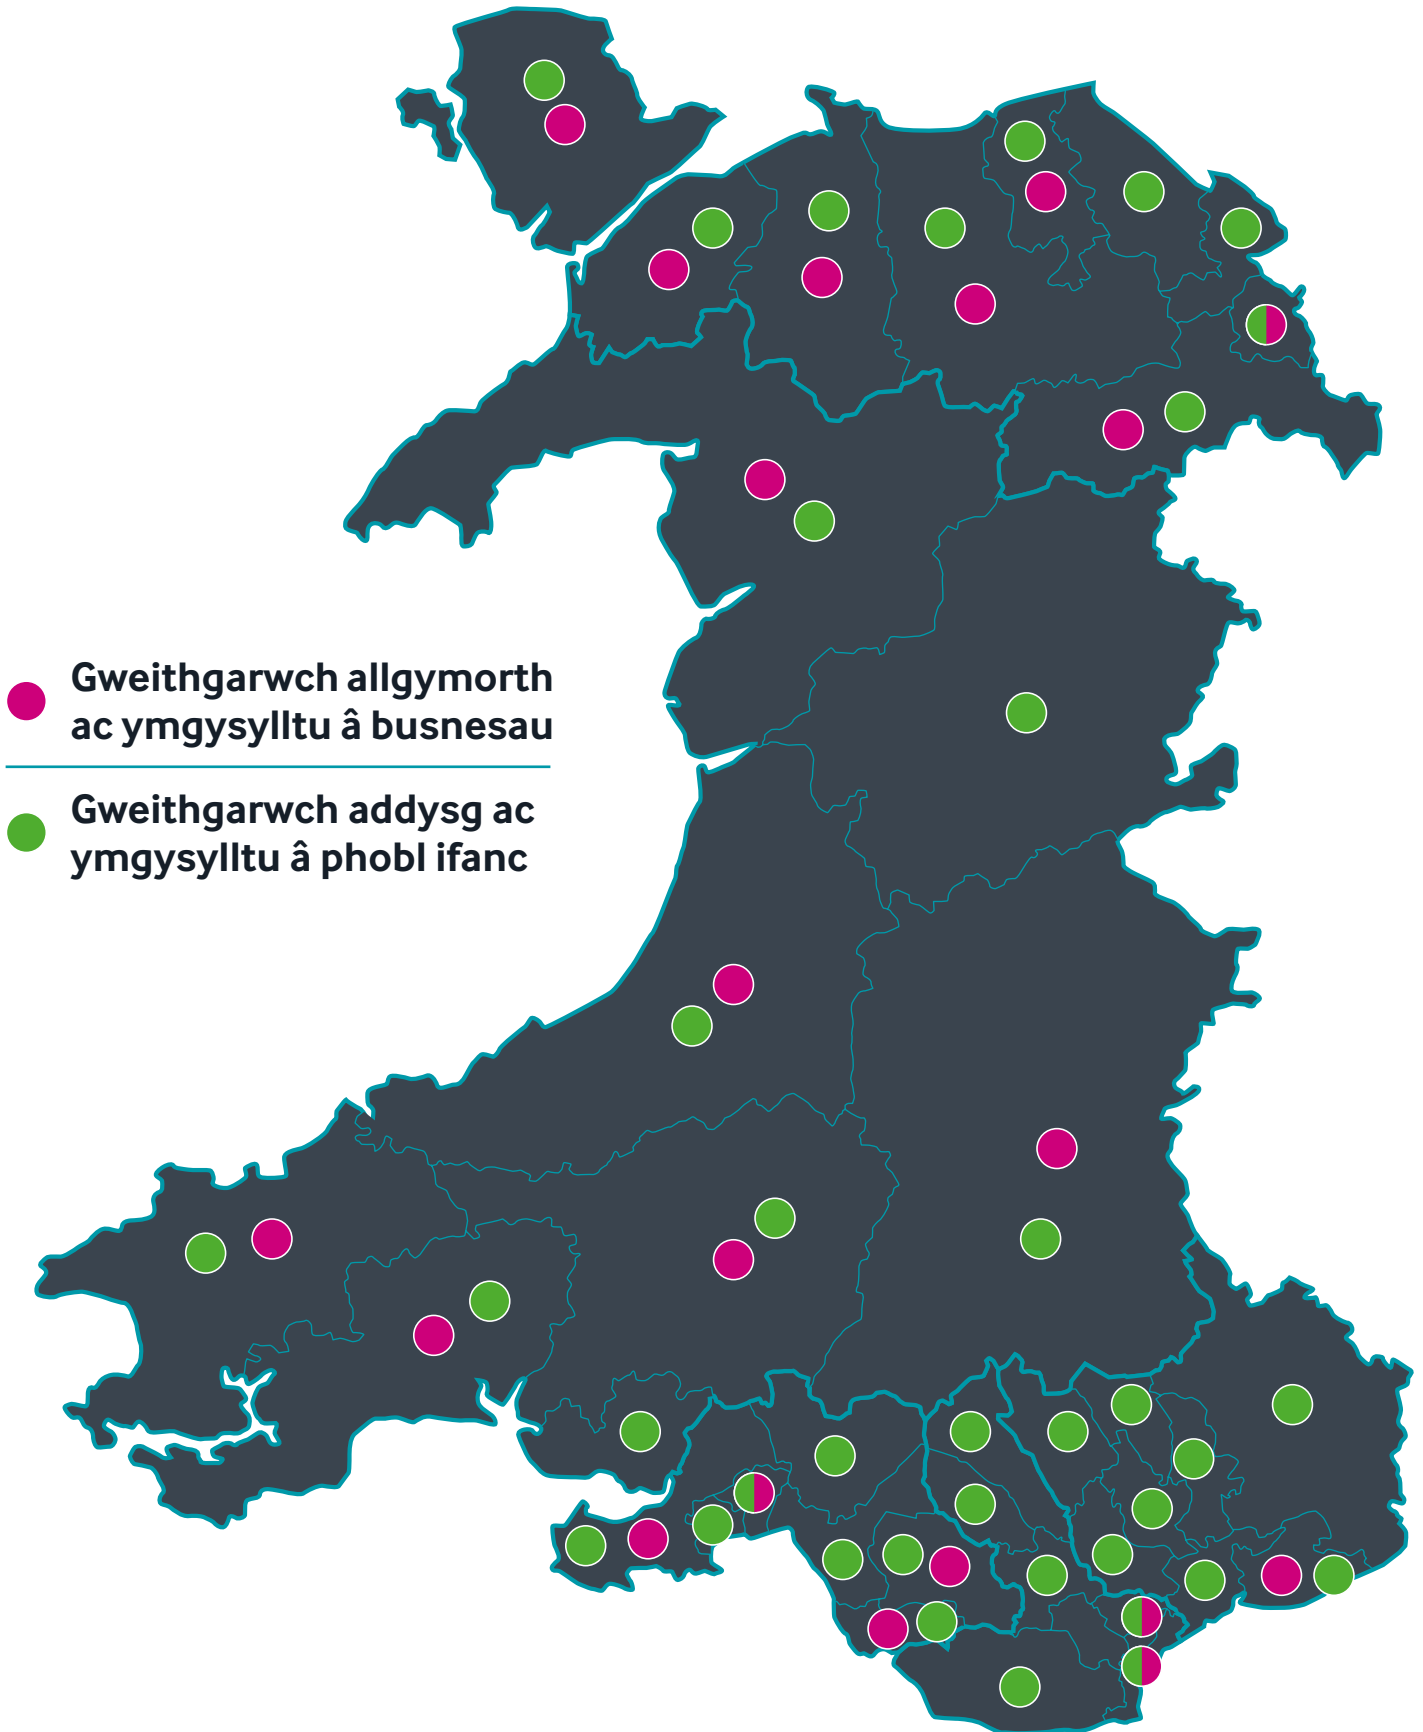 Gweithgarwch allgymorth
ac ymgysylltu â busnesau
Gweithgarwch addysg ac
ymgysylltu â phobl ifanc